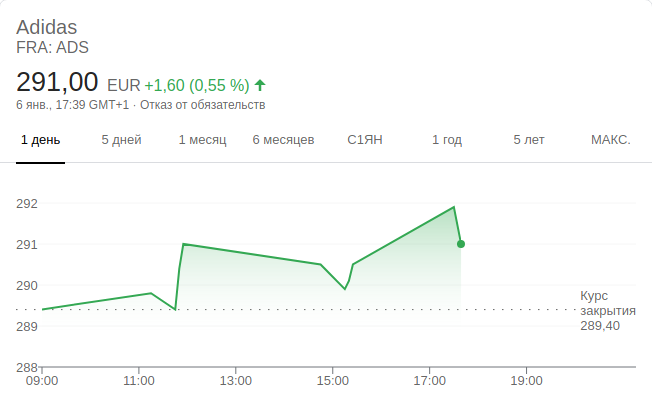 Adidas
FRA: ADS
291,00 EUR +1,60 (0,55 %)
6 янв., 17:39 GMT+1 · Отказ от обязательств
1 день 5 дней 1 месяц 6 месяцев С1ЯН 1 год 5 лет МАКС.
292
291
290
Курс
закрытия
289,40
289
288
09:00 11:00 13:00 15:00 17:00 19:00